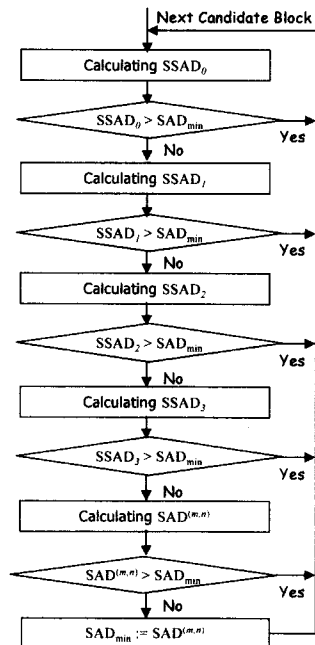 Next Candidate Block
Calculating SSAD₀
SSAD₀ > SADₘᵢₙ
Yes
No
Calculating SSAD₁
SSAD₁ > SADₘᵢₙ
Yes
No
Calculating SSAD₂
SSAD₂ > SADₘᵢₙ
Yes
No
Calculating SSAD₃
SSAD₃ > SADₘᵢₙ
Yes
No
Calculating SAD⁽ᵐ,ⁿ⁾
SAD⁽ᵐ,ⁿ⁾ > SADₘᵢₙ
Yes
No
SADₘᵢₙ := SAD⁽ᵐ,ⁿ⁾